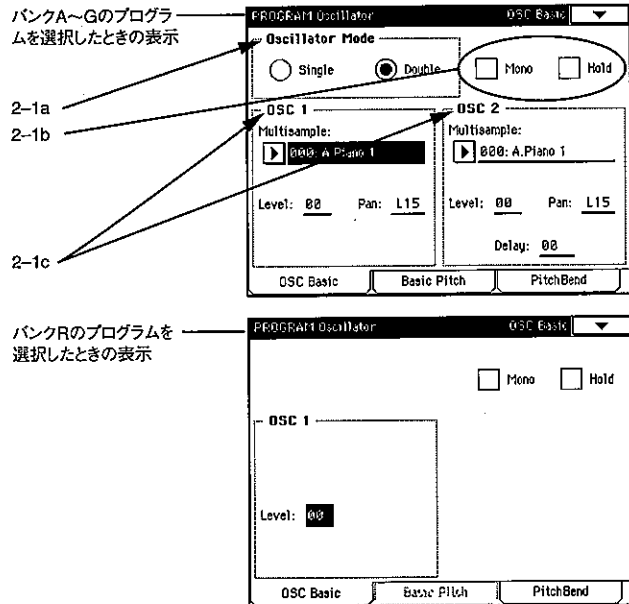 バンクA〜Gのプログラ
ムを選択したときの表示
PROGRAM Oscillator OSC Basic
Oscillator Mode
Single Double Mono Hold
2–1a
2–1b
OSC 1 OSC 2
Multisample: Multisample:
000: A.Piano 1 000: A.Piano 1
Level: 00 Pan: L15 Level: 00 Pan: L15
Delay: 00
2–1c
OSC Basic Basic Pitch PitchBend
バンクRのプログラムを
選択したときの表示
PROGRAM Oscillator OSC Basic
Mono Hold
OSC 1
Level: 00
OSC Basic Basic Pitch PitchBend